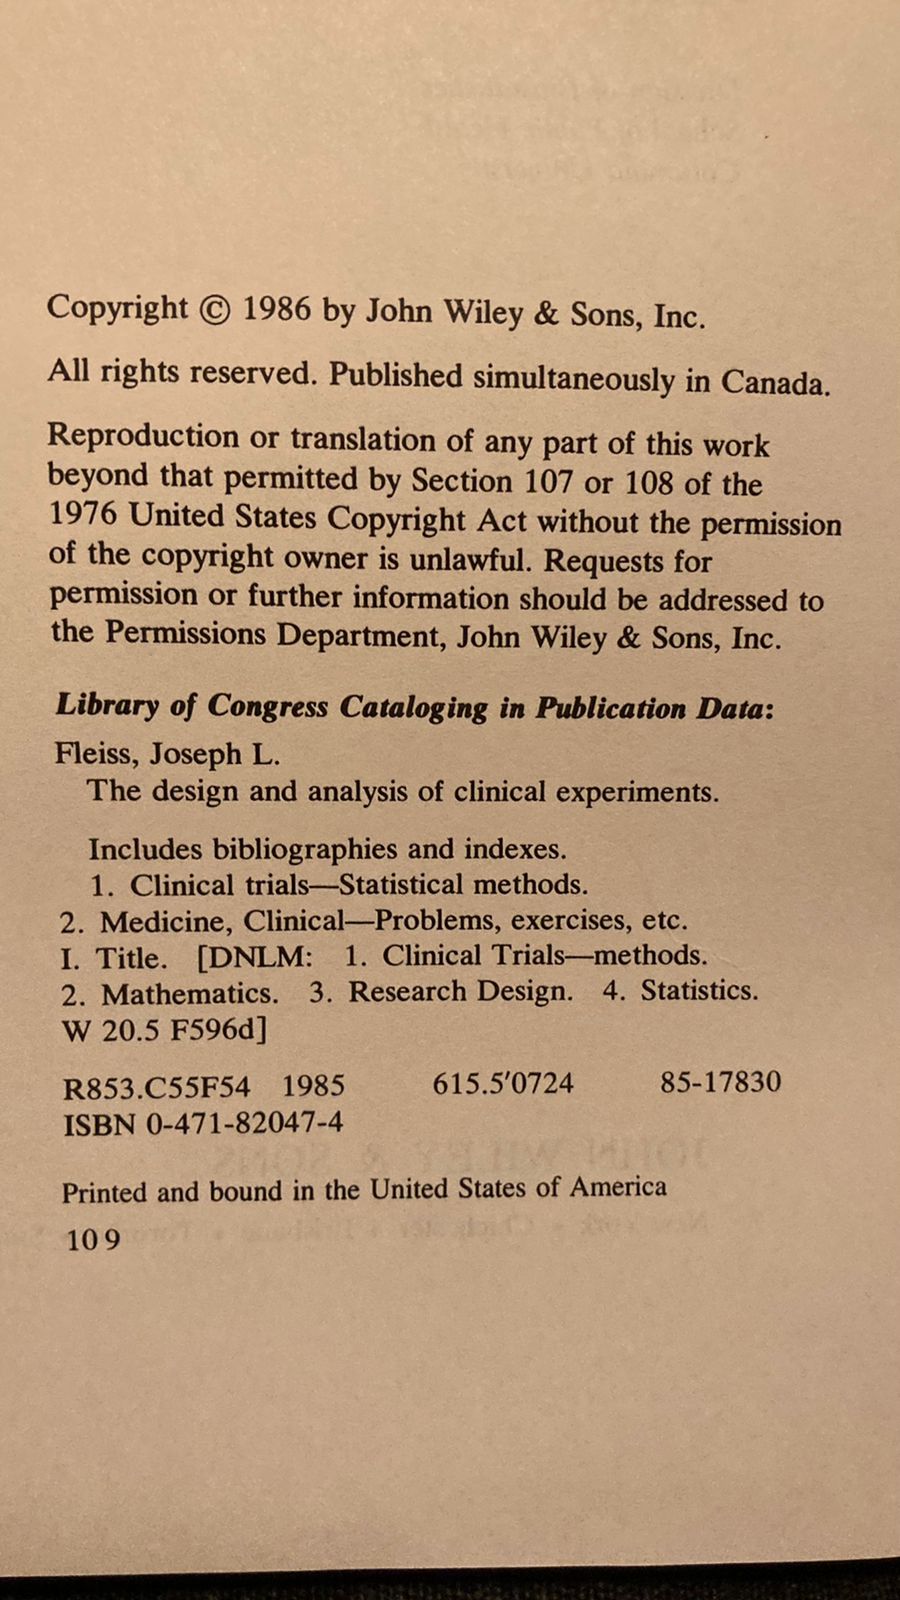 Copyright © 1986 by John Wiley & Sons, Inc.
All rights reserved. Published simultaneously in Canada.
Reproduction or translation of any part of this work
beyond that permitted by Section 107 or 108 of the
1976 United States Copyright Act without the permission
of the copyright owner is unlawful. Requests for
permission or further information should be addressed to
the Permissions Department, John Wiley & Sons, Inc.
Library of Congress Cataloging in Publication Data:
Fleiss, Joseph L.
The design and analysis of clinical experiments.
Includes bibliographies and indexes.
1. Clinical trials—Statistical methods.
2. Medicine, Clinical—Problems, exercises, etc.
I. Title. [DNLM: 1. Clinical Trials—methods.
2. Mathematics. 3. Research Design. 4. Statistics.
W 20.5 F596d]
R853.C55F54 1985 615.5′0724 85-17830
ISBN 0-471-82047-4
Printed and bound in the United States of America
10 9